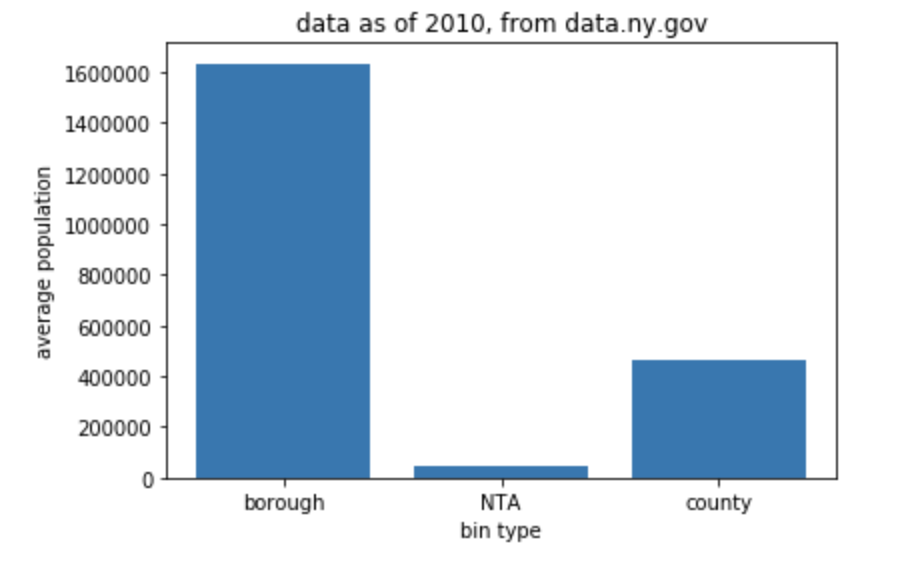 data as of 2010, from data.ny.gov
1600000
1400000
1200000
1000000
800000
600000
400000
200000
0
average population
borough NTA county
bin type